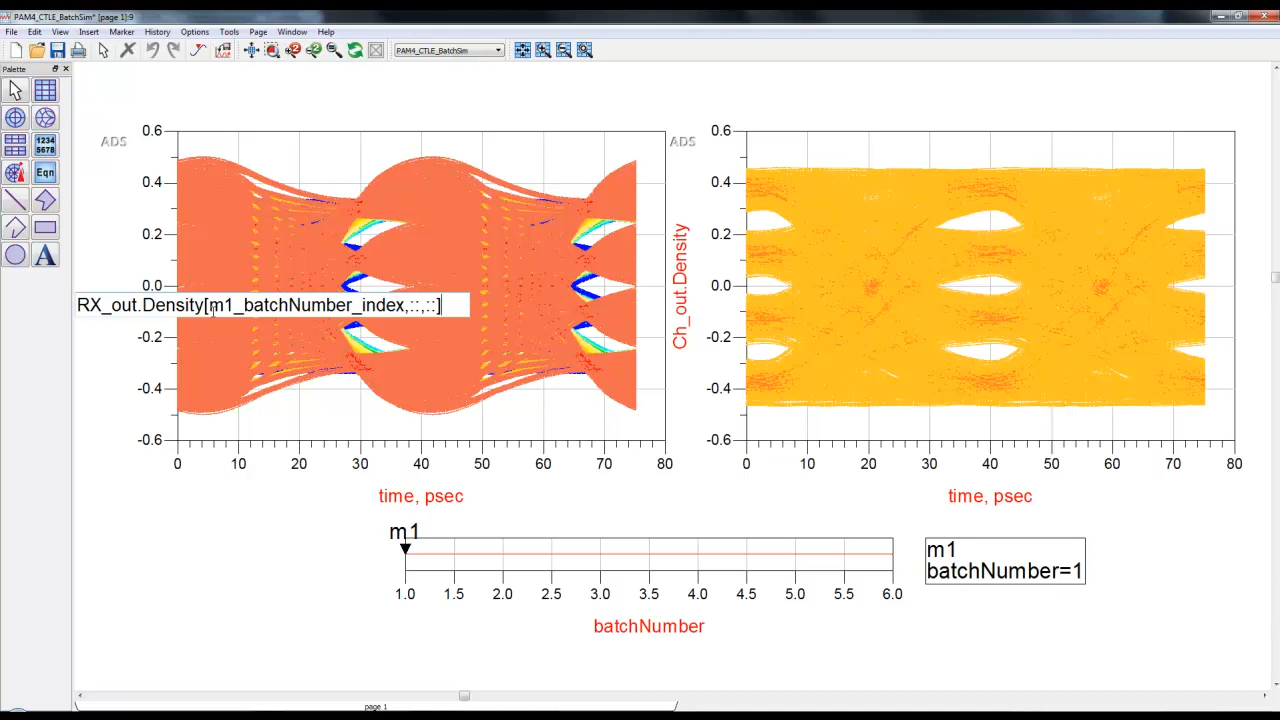 PAM4_CTLE_BatchSim* [page 1]:9
File Edit View Insert Marker History Options Tools Page Window Help
PAM4_CTLE_BatchSim
Palette
1234
5678
Eqn
A
ADS
0.6
0.4
0.2
0.0
-0.2
-0.4
-0.6
RX_out.Density[m1_batchNumber_index,::,::]
0 10 20 30 40 50 60 70 80
time, psec
ADS
Ch_out.Density
0.6
0.4
0.2
0.0
-0.2
-0.4
-0.6
0 10 20 30 40 50 60 70 80
time, psec
m1
1.0 1.5 2.0 2.5 3.0 3.5 4.0 4.5 5.0 5.5 6.0
batchNumber
m1
batchNumber=1
page 1